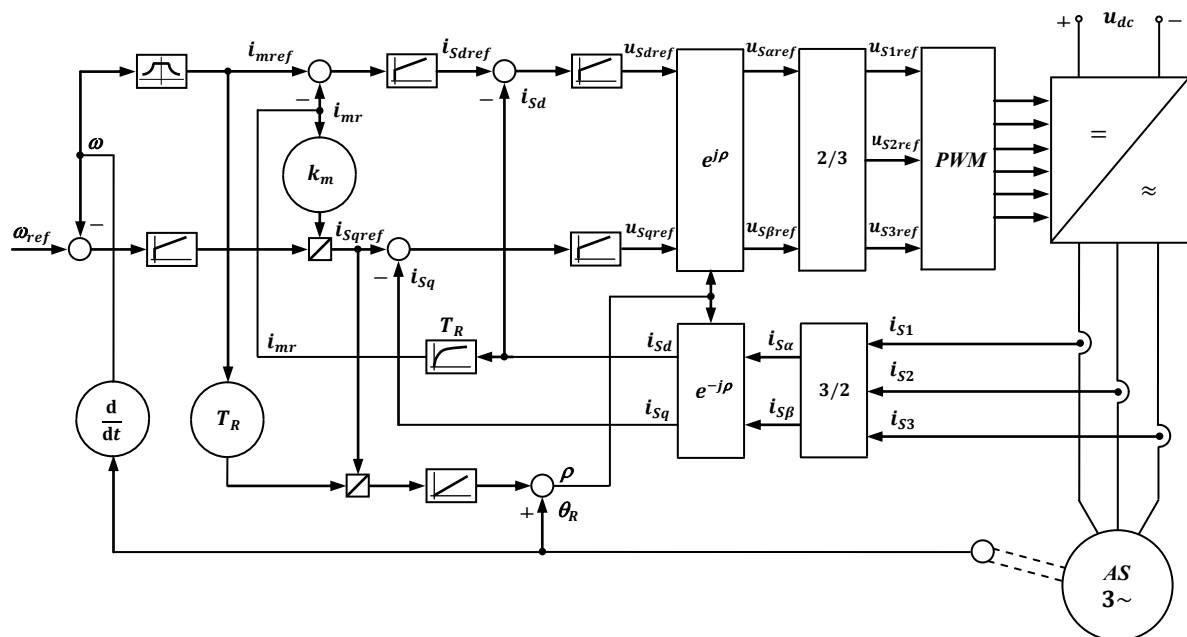 + u_dc −
i_mref
i_Sdref
u_Sdref
u_Sαref
u_S1ref
−
i_mr
−
i_Sd
ω
k_m
e^{jρ}
2/3
u_S2ref
PWM
=
≈
ω_ref
−
i_Sqref
−
i_Sq
u_Sqref
u_Sβref
u_S3ref
i_mr
T_R
i_Sd
i_Sα
i_S1
d/dt
T_R
e^{−jρ}
3/2
i_S2
i_Sq
i_Sβ
i_S3
ρ
+ θ_R
AS
3~